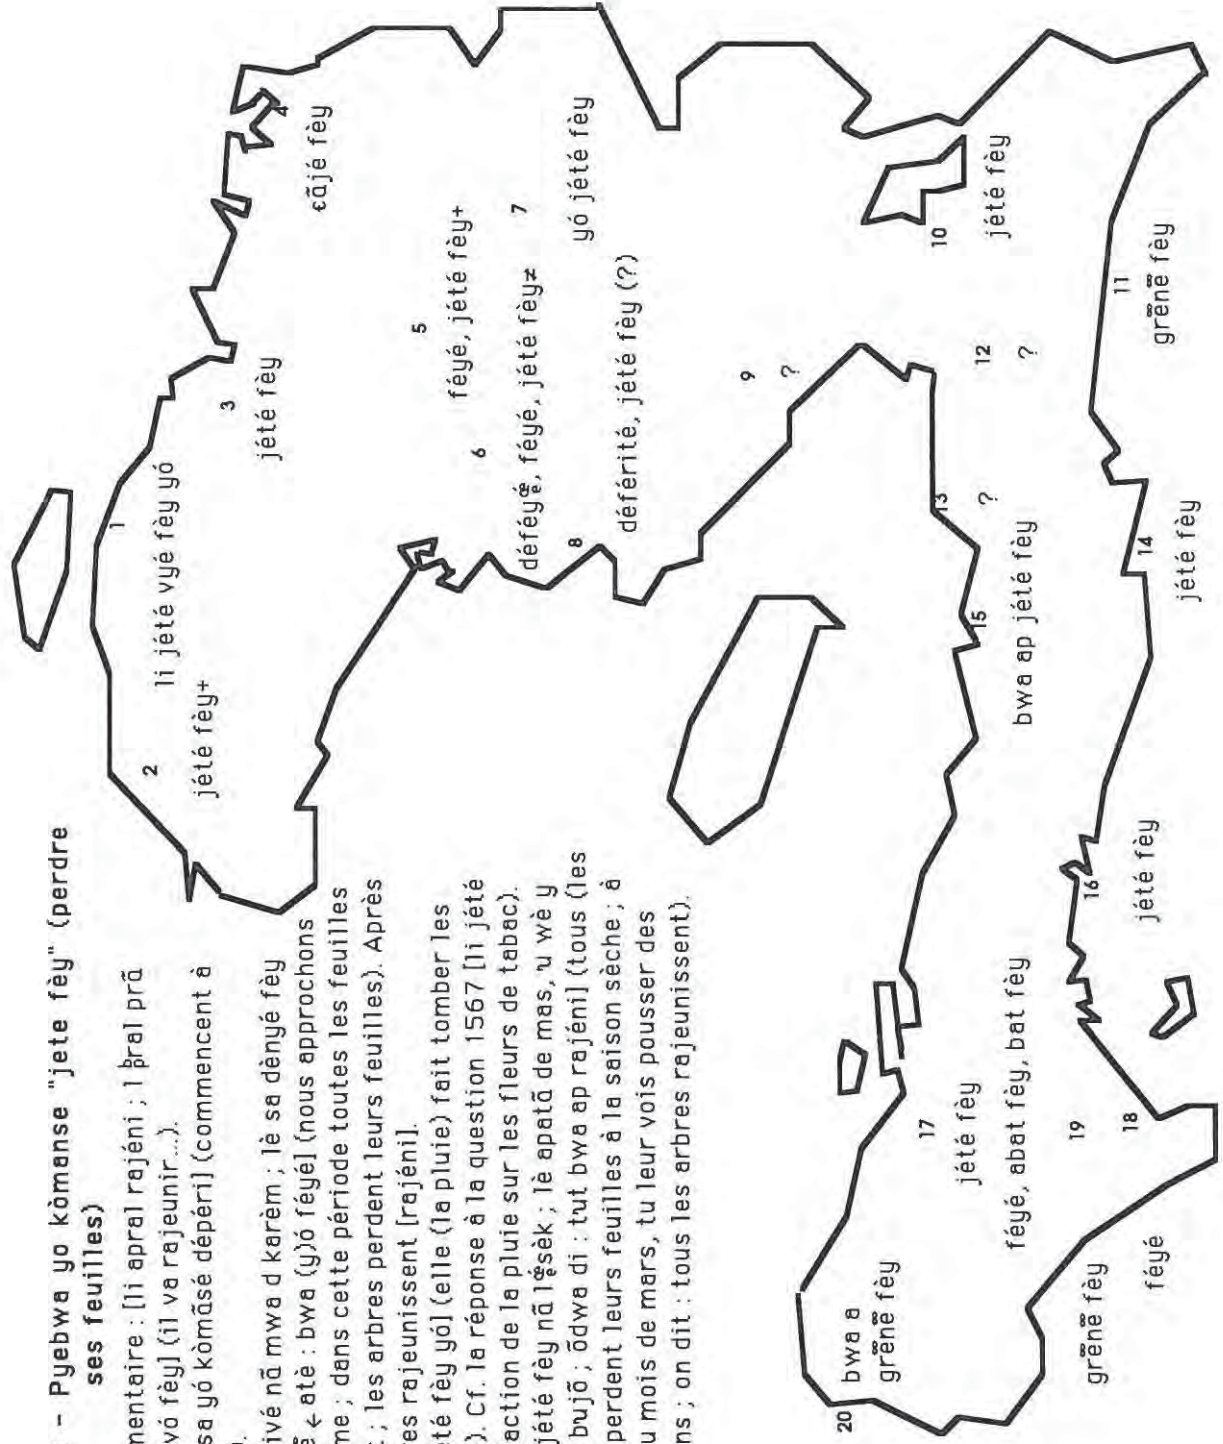 - Pyebwa yo kòmanse "jete fèy" (perdre
ses feuilles)
mentaire : [li apral rajéni ; l pral prã
vó fèy] (il va rajeunir...).
sa yó kòmãsé dépéri] (commencent à
ivé nã mwa d karèm ; lè sa dènyé fèy
← atè : bwa (y)ó féyé] (nous approchons
me ; dans cette période toutes les feuilles
; les arbres perdent leurs feuilles). Après
es rajeunissent [rajéni].
té fèy yó] (elle (la pluie) fait tomber les
). Cf. la réponse à la question 1567 [li jété
action de la pluie sur les fleurs de tabac).
jété fèy nã lœ̃sèk ; lè apatã de mas, u wè y
bujõ ; õdwa di : tut bwa ap rajéni] (tous (les
perdent leurs feuilles à la saison sèche ; à
u mois de mars, tu leur vois pousser des
ns ; on dit : tous les arbres rajeunissent).
1
li jété vyé fèy yó
2
jété fèy+
3
jété fèy
4
ɛãjé fèy
5
féyé, jété fèy+
6
7
déféyœ̃, féyé, jété fèy≠
yó jété fèy
8
déférité, jété fèy (?)
9
?
10
jété fèy
11
grẽnẽ fèy
12
?
13
?
14
jété fèy
15
bwa ap jété fèy
16
jété fèy
17
jété fèy
féyé, abat fèy, bat fèy
19
18
grẽnẽ fèy
féyé
20
bwa a
grẽnẽ fèy